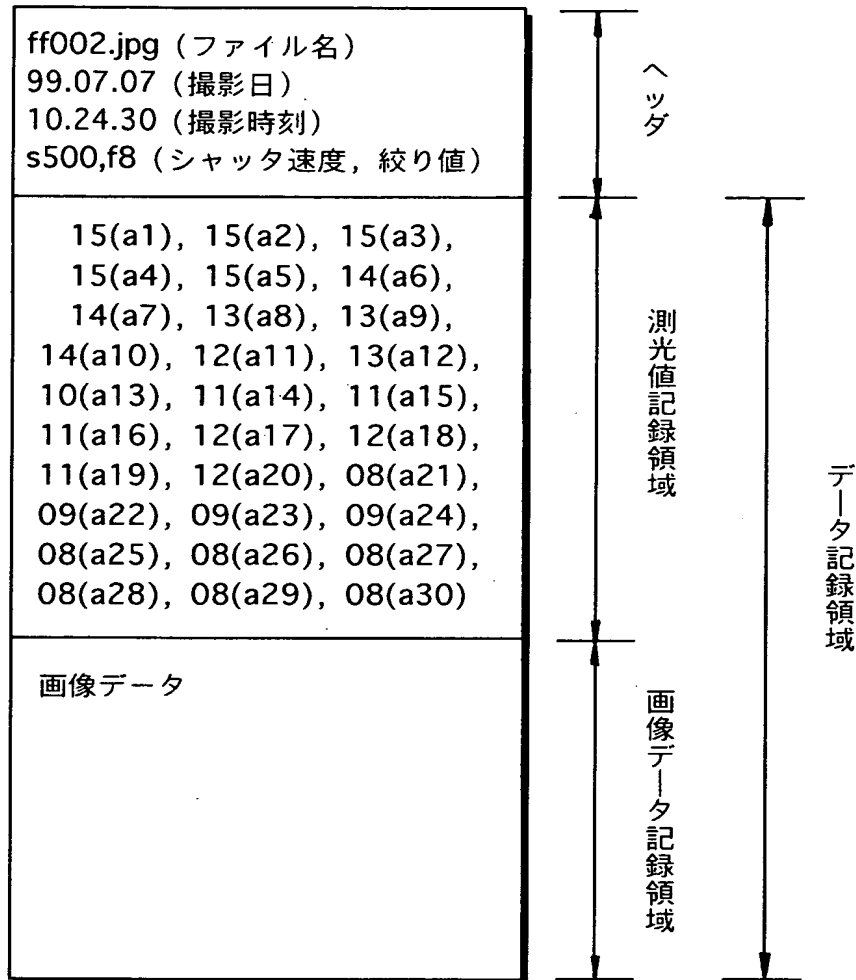 ff002.jpg (ファイル名)
99.07.07 (撮影日)
10.24.30 (撮影時刻)
s500,f8 (シャッタ速度, 絞り値)
15(a1), 15(a2), 15(a3),
15(a4), 15(a5), 14(a6),
14(a7), 13(a8), 13(a9),
14(a10), 12(a11), 13(a12),
10(a13), 11(a14), 11(a15),
11(a16), 12(a17), 12(a18),
11(a19), 12(a20), 08(a21),
09(a22), 09(a23), 09(a24),
08(a25), 08(a26), 08(a27),
08(a28), 08(a29), 08(a30)
画像データ
ヘッダ
測光値記録領域
画像データ記録領域
データ記録領域